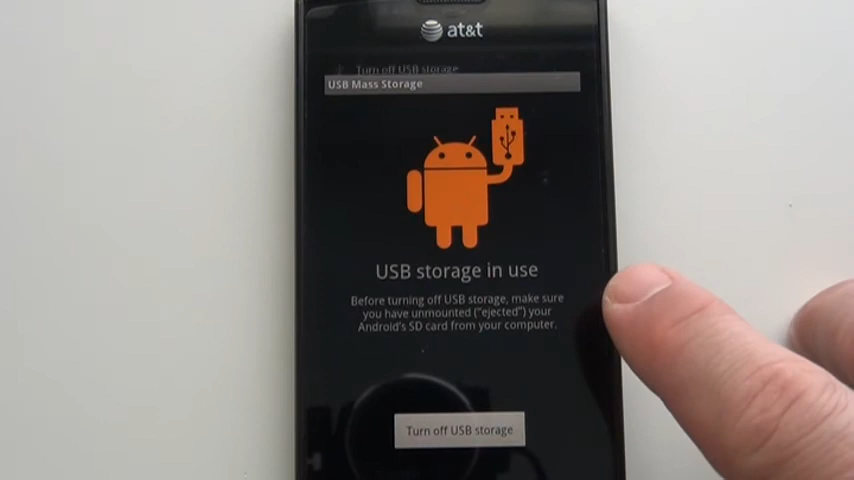 at&t
Turn off USB storage
USB Mass Storage
USB storage in use
Before turning off USB storage, make sure
you have unmounted ("ejected") your
Android's SD card from your computer.
Turn off USB storage